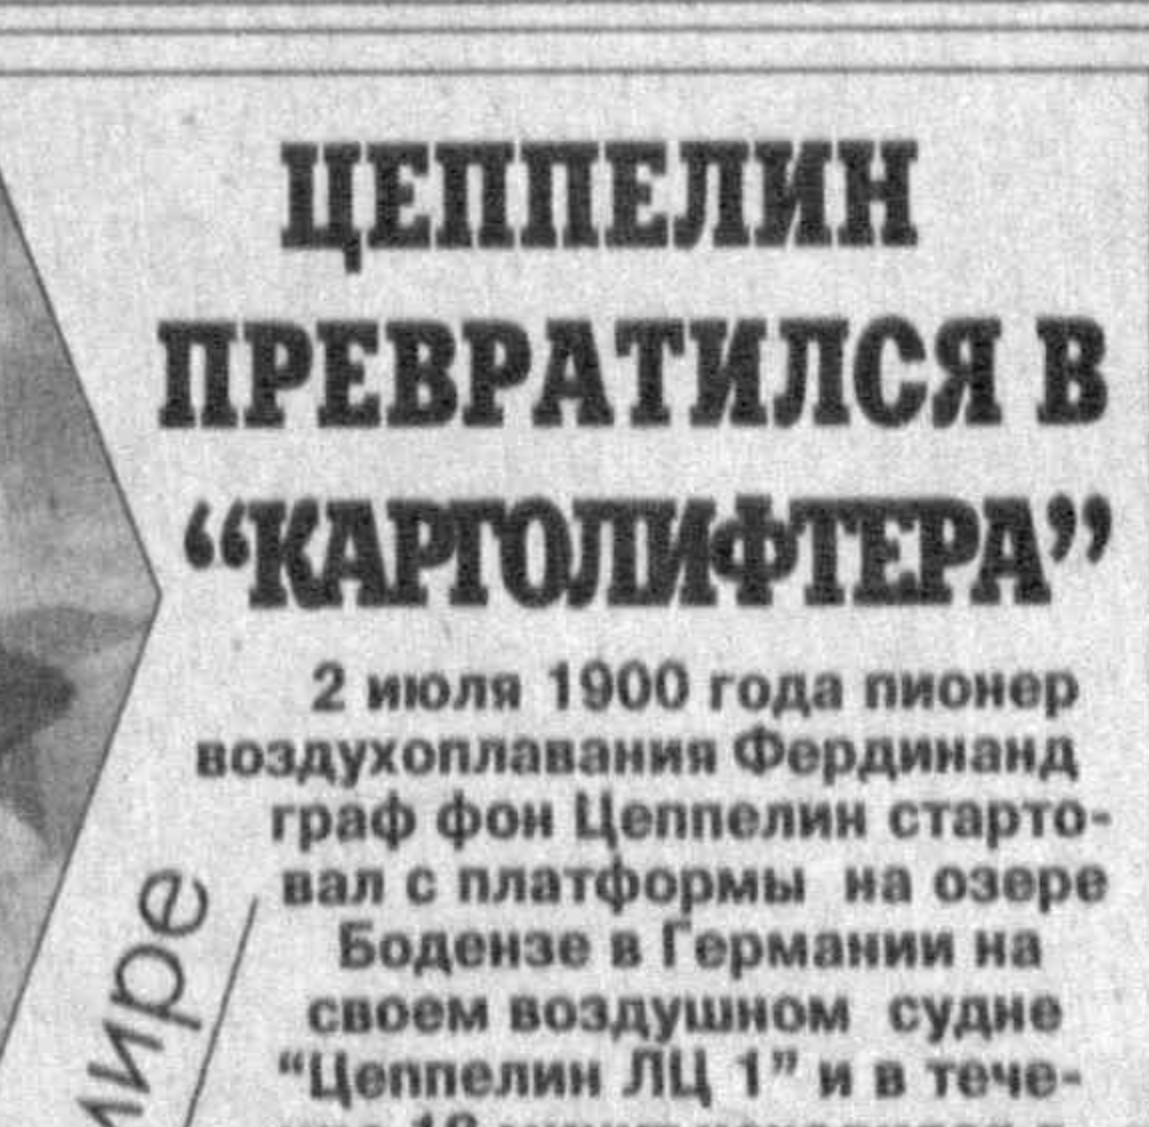 ЦЕППЕЛИН
ПРЕВРАТИЛСЯ В
“КАРГОЛИФТЕРА”
2 июля 1900 года пионер
воздухоплавания Фердинанд
граф фон Цеппелин старто-
вал с платформы на озере
Бодензе в Германии на
своем воздушном судне
“Цеппелин ЛЦ 1” и в тече-
мире